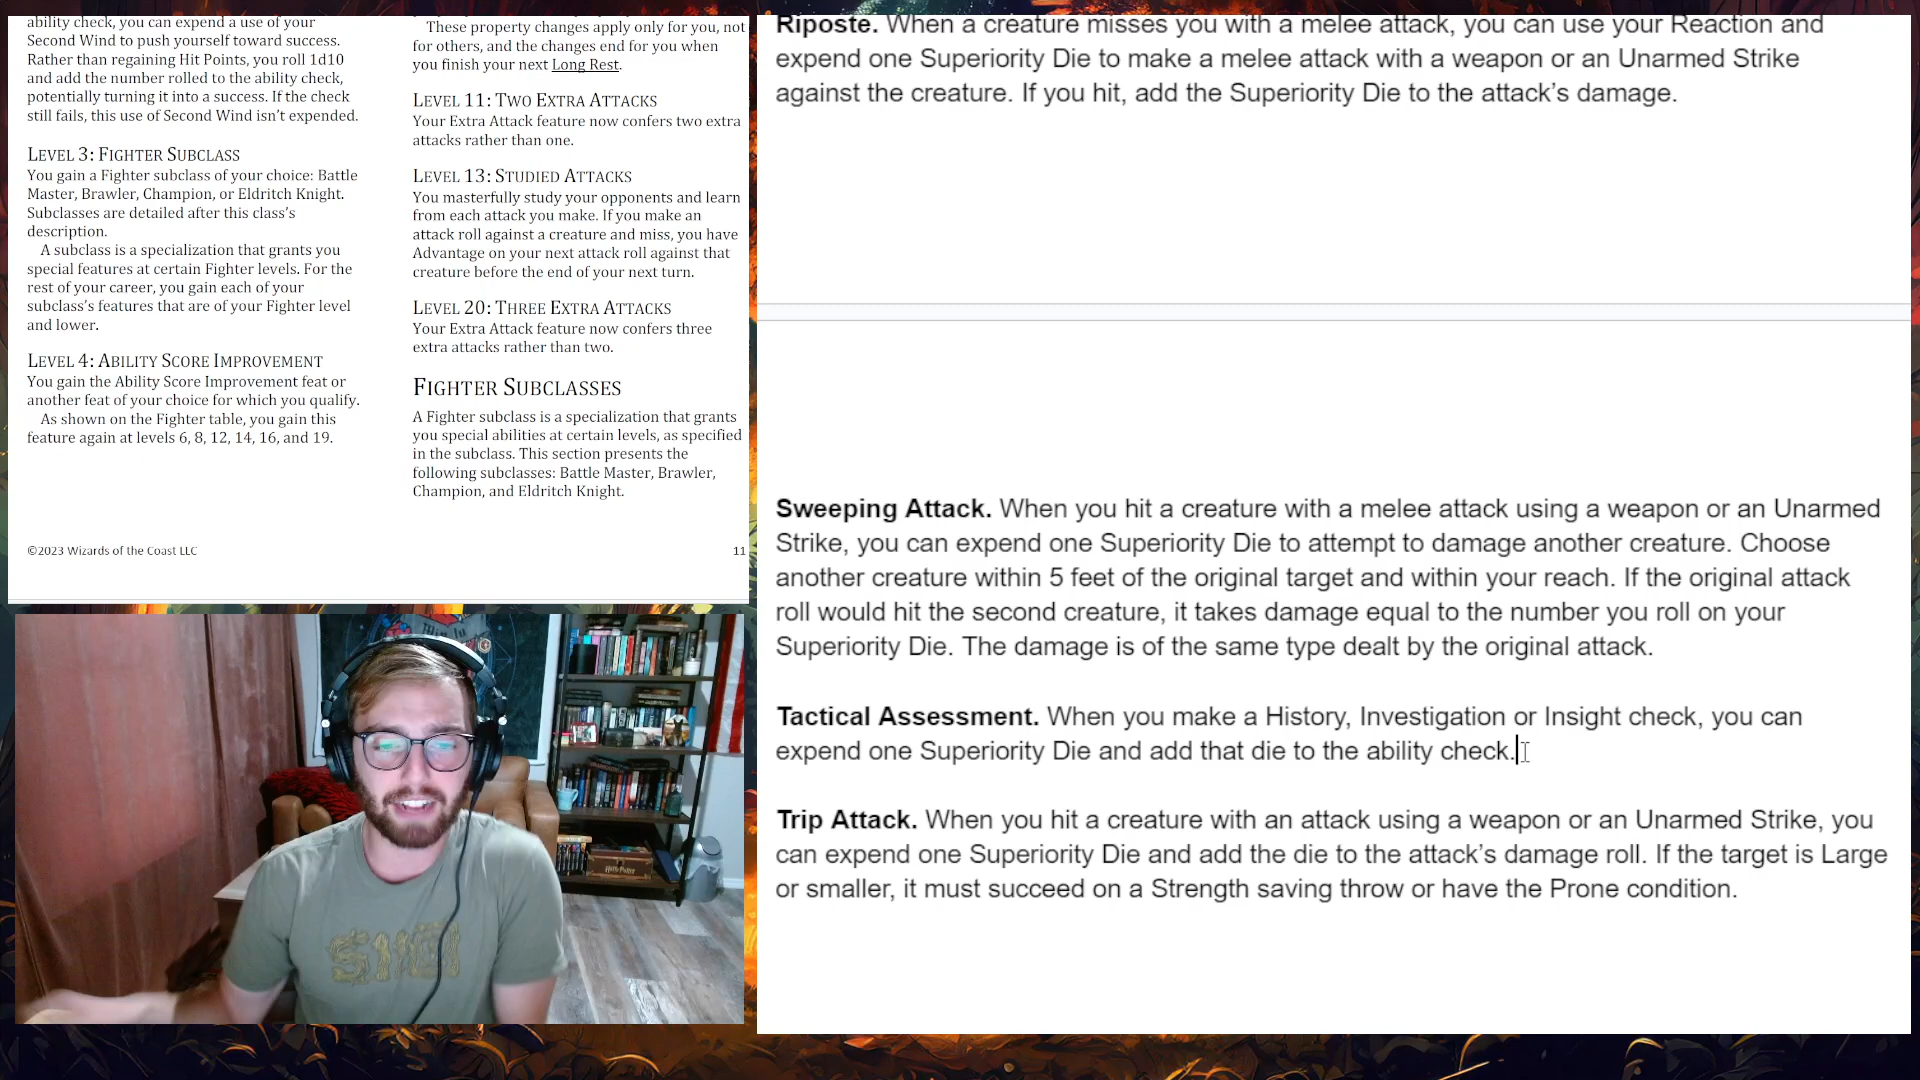 ability check, you can expend a use of your
Second Wind to push yourself toward success.
Rather than regaining Hit Points, you roll 1d10
and add the number rolled to the ability check,
potentially turning it into a success. If the check
still fails, this use of Second Wind isn't expended.
LEVEL 3: FIGHTER SUBCLASS
You gain a Fighter subclass of your choice: Battle
Master, Brawler, Champion, or Eldritch Knight.
Subclasses are detailed after this class's
description.
A subclass is a specialization that grants you
special features at certain Fighter levels. For the
rest of your career, you gain each of your
subclass's features that are of your Fighter level
and lower.
LEVEL 4: ABILITY SCORE IMPROVEMENT
You gain the Ability Score Improvement feat or
another feat of your choice for which you qualify.
As shown on the Fighter table, you gain this
feature again at levels 6, 8, 12, 14, 16, and 19.
These property changes apply only for you, not
for others, and the changes end for you when
you finish your next Long Rest.
LEVEL 11: TWO EXTRA ATTACKS
Your Extra Attack feature now confers two extra
attacks rather than one.
LEVEL 13: STUDIED ATTACKS
You masterfully study your opponents and learn
from each attack you make. If you make an
attack roll against a creature and miss, you have
Advantage on your next attack roll against that
creature before the end of your next turn.
LEVEL 20: THREE EXTRA ATTACKS
Your Extra Attack feature now confers three
extra attacks rather than two.
FIGHTER SUBCLASSES
A Fighter subclass is a specialization that grants
you special abilities at certain levels, as specified
in the subclass. This section presents the
following subclasses: Battle Master, Brawler,
Champion, and Eldritch Knight.
©2023 Wizards of the Coast LLC
11
Riposte. When a creature misses you with a melee attack, you can use your Reaction and
expend one Superiority Die to make a melee attack with a weapon or an Unarmed Strike
against the creature. If you hit, add the Superiority Die to the attack's damage.
Sweeping Attack. When you hit a creature with a melee attack using a weapon or an Unarmed
Strike, you can expend one Superiority Die to attempt to damage another creature. Choose
another creature within 5 feet of the original target and within your reach. If the original attack
roll would hit the second creature, it takes damage equal to the number you roll on your
Superiority Die. The damage is of the same type dealt by the original attack.
Tactical Assessment. When you make a History, Investigation or Insight check, you can
expend one Superiority Die and add that die to the ability check.
Trip Attack. When you hit a creature with an attack using a weapon or an Unarmed Strike, you
can expend one Superiority Die and add the die to the attack's damage roll. If the target is Large
or smaller, it must succeed on a Strength saving throw or have the Prone condition.